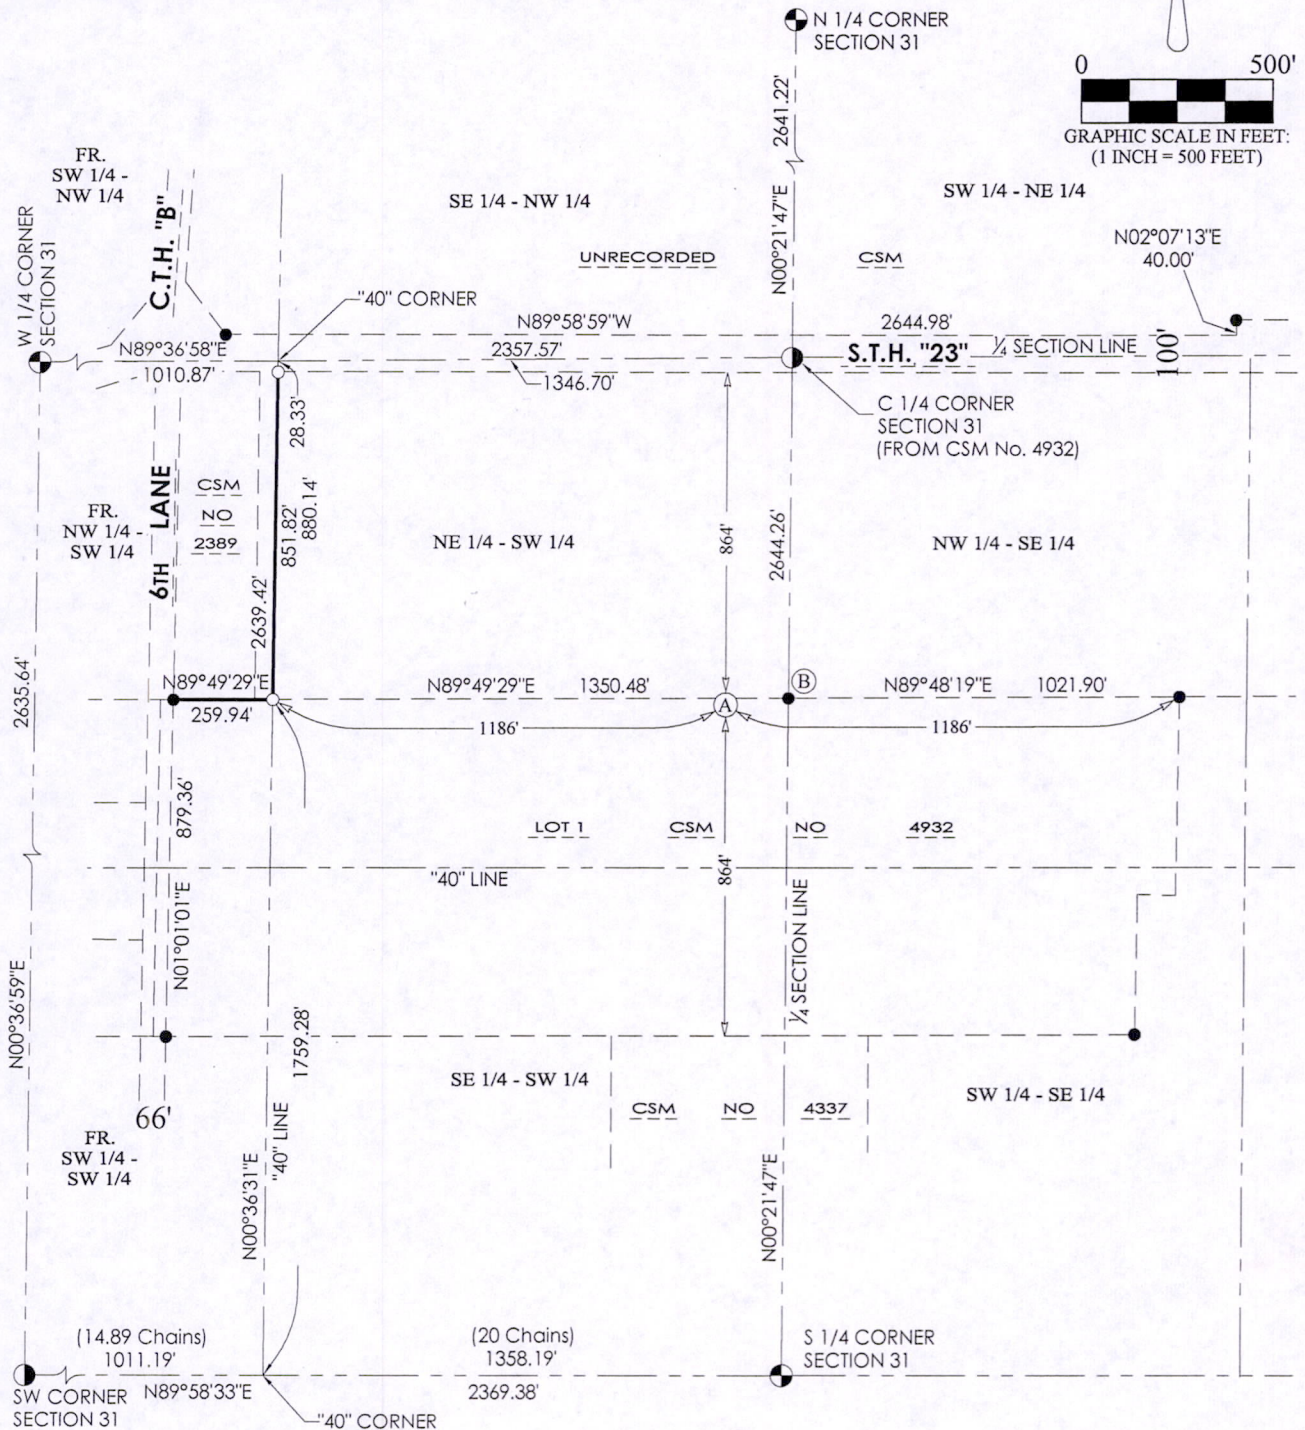 N 1/4 CORNER
SECTION 31
0 500'
GRAPHIC SCALE IN FEET:
(1 INCH = 500 FEET)
2641.22'
FR.
SW 1/4 -
NW 1/4
C.T.H. "B"
SE 1/4 - NW 1/4
SW 1/4 - NE 1/4
W 1/4 CORNER
SECTION 31
N00°21'47"E
UNRECORDED CSM
N02°07'13"E
40.00'
"40" CORNER
N89°58'59"W
2644.98'
N89°36'58"E
2357.57'
S.T.H. "23"
1/4 SECTION LINE
100'
1010.87'
1346.70'
28.33'
C 1/4 CORNER
SECTION 31
(FROM CSM No. 4932)
FR.
NW 1/4 -
SW 1/4
6TH LANE
CSM
NO
2389
851.82'
880.14'
NE 1/4 - SW 1/4
864'
2644.26'
NW 1/4 - SE 1/4
2639.42'
2635.64'
N89°49'29"E
259.94'
N89°49'29"E 1350.48'
A
B
N89°48'19"E 1021.90'
1186'
1186'
879.36'
LOT 1 CSM NO 4932
864'
"40" LINE
N01°01'01"E
1/4 SECTION LINE
N00°36'59"E
1759.28'
SE 1/4 - SW 1/4
SW 1/4 - SE 1/4
CSM NO 4337
66'
FR.
SW 1/4 -
SW 1/4
"40" LINE
N00°36'31"E
N00°21'47"E
(14.89 Chains)
1011.19'
(20 Chains)
1358.19'
S 1/4 CORNER
SECTION 31
SW CORNER
SECTION 31
N89°58'33"E
2369.38'
"40" CORNER